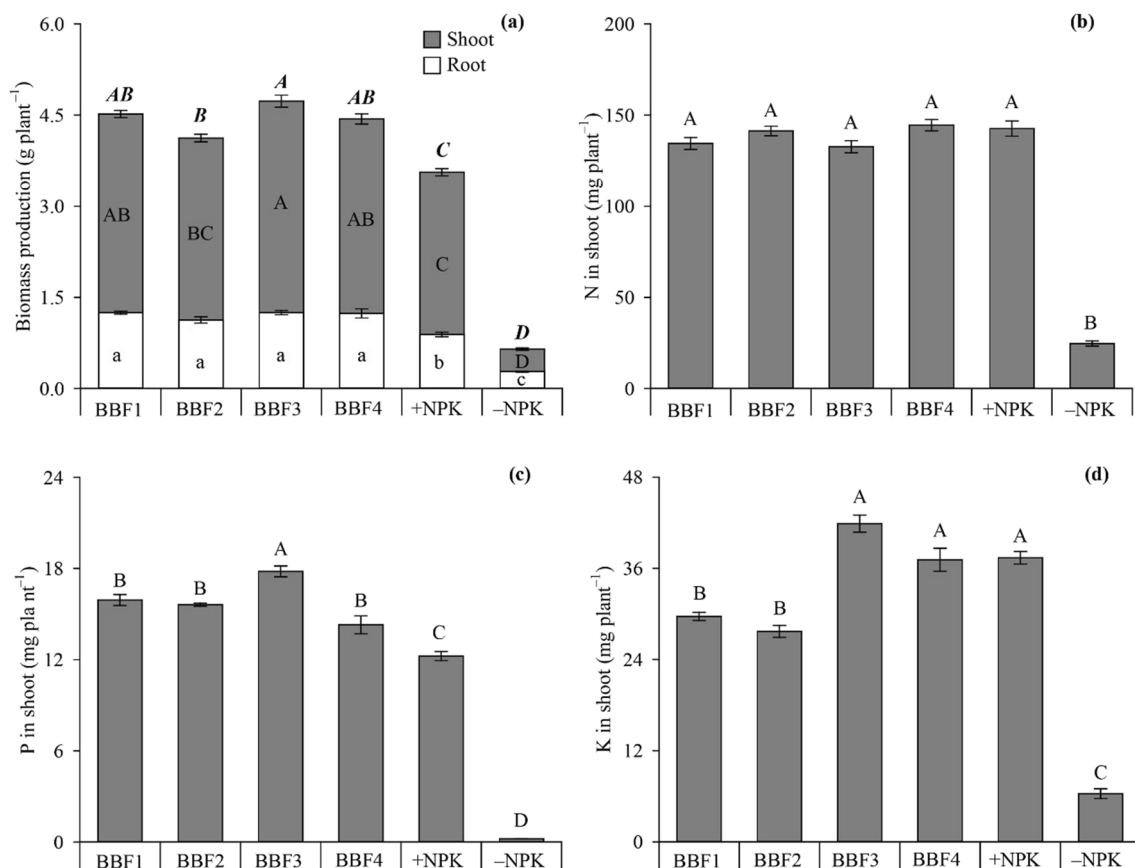 (a)
Biomass production (g plant⁻¹)
6.0
4.5
3.0
1.5
0.0
Shoot
Root
AB B A AB C D
AB BC A AB C D
a a a a b c
BBF1 BBF2 BBF3 BBF4 +NPK –NPK
(b)
N in shoot (mg plant⁻¹)
200
150
100
50
0
A A A A A B
BBF1 BBF2 BBF3 BBF4 +NPK –NPK
(c)
P in shoot (mg pla nt⁻¹)
24
18
12
6
0
B B A B C D
BBF1 BBF2 BBF3 BBF4 +NPK –NPK
(d)
K in shoot (mg plant⁻¹)
48
36
24
12
0
B B A A A C
BBF1 BBF2 BBF3 BBF4 +NPK –NPK